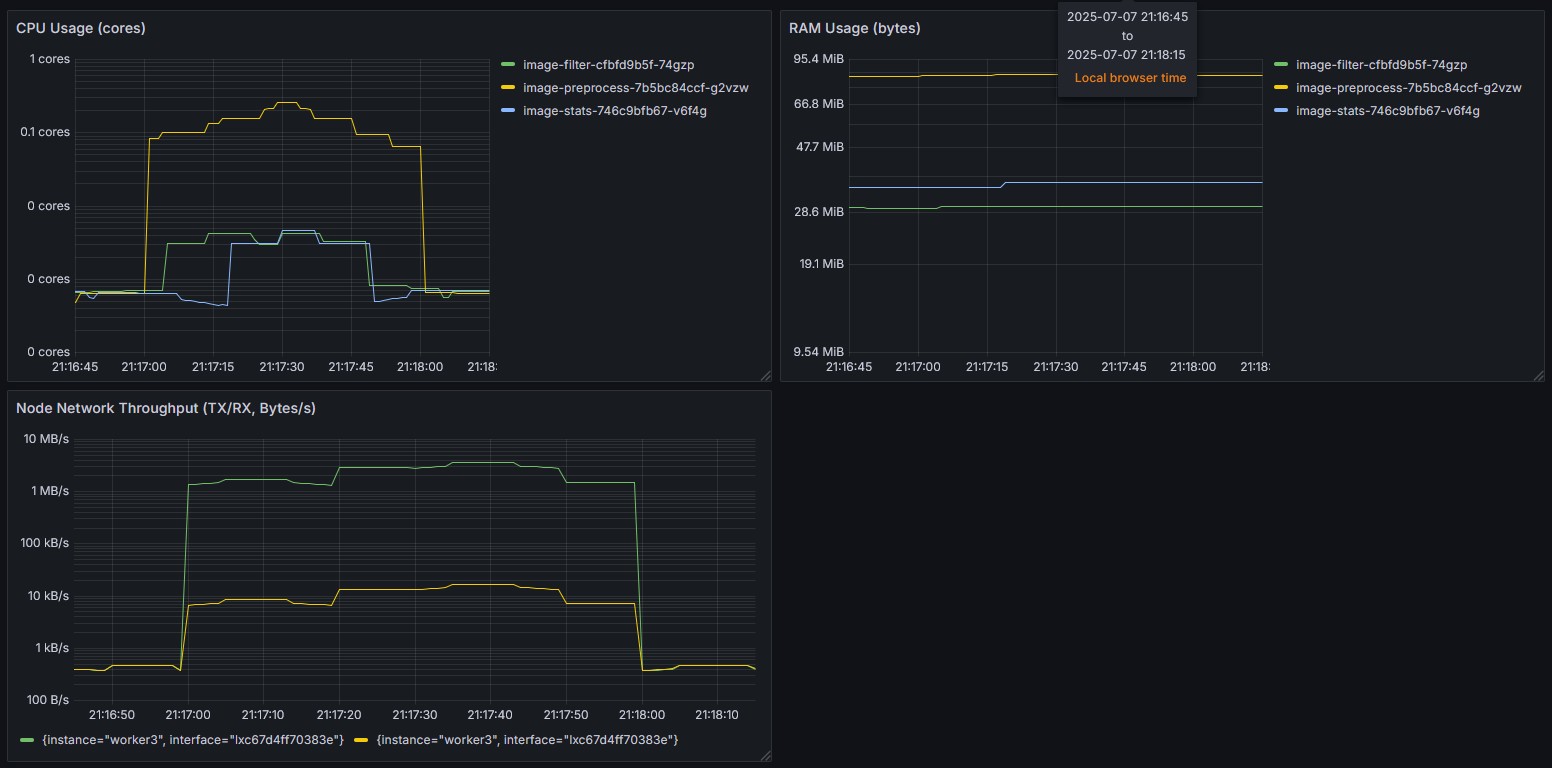 CPU Usage (cores)
1 cores
0.1 cores
0 cores
0 cores
0 cores
21:16:45 21:17:00 21:17:15 21:17:30 21:17:45 21:18:00 21:18:
image-filter-cfbfd9b5f-74gzp
image-preprocess-7b5bc84ccf-g2vzw
image-stats-746c9bfb67-v6f4g
RAM Usage (bytes)
2025-07-07 21:16:45
to
2025-07-07 21:18:15
Local browser time
95.4 MiB
66.8 MiB
47.7 MiB
28.6 MiB
19.1 MiB
9.54 MiB
21:16:45 21:17:00 21:17:15 21:17:30 21:17:45 21:18:00 21:18:
image-filter-cfbfd9b5f-74gzp
image-preprocess-7b5bc84ccf-g2vzw
image-stats-746c9bfb67-v6f4g
Node Network Throughput (TX/RX, Bytes/s)
10 MB/s
1 MB/s
100 kB/s
10 kB/s
1 kB/s
100 B/s
21:16:50 21:17:00 21:17:10 21:17:20 21:17:30 21:17:40 21:17:50 21:18:00 21:18:10
{instance="worker3", interface="lxc67d4ff70383e"} {instance="worker3", interface="lxc67d4ff70383e"}